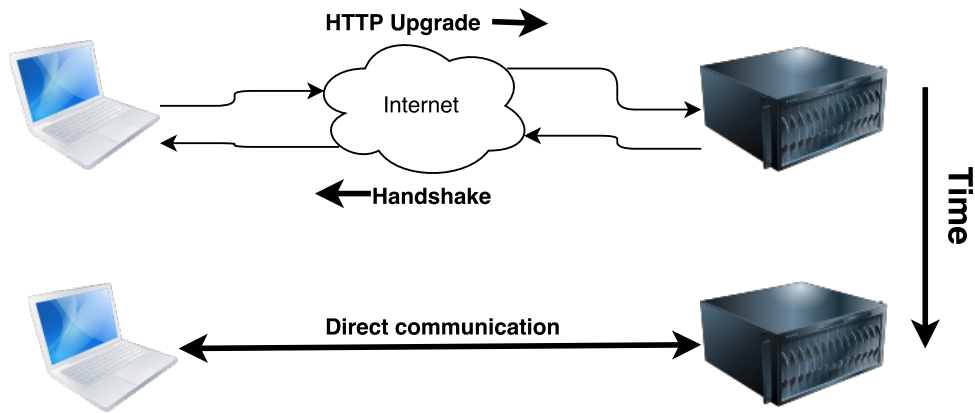 HTTP Upgrade
Internet
Handshake
Time
Direct communication